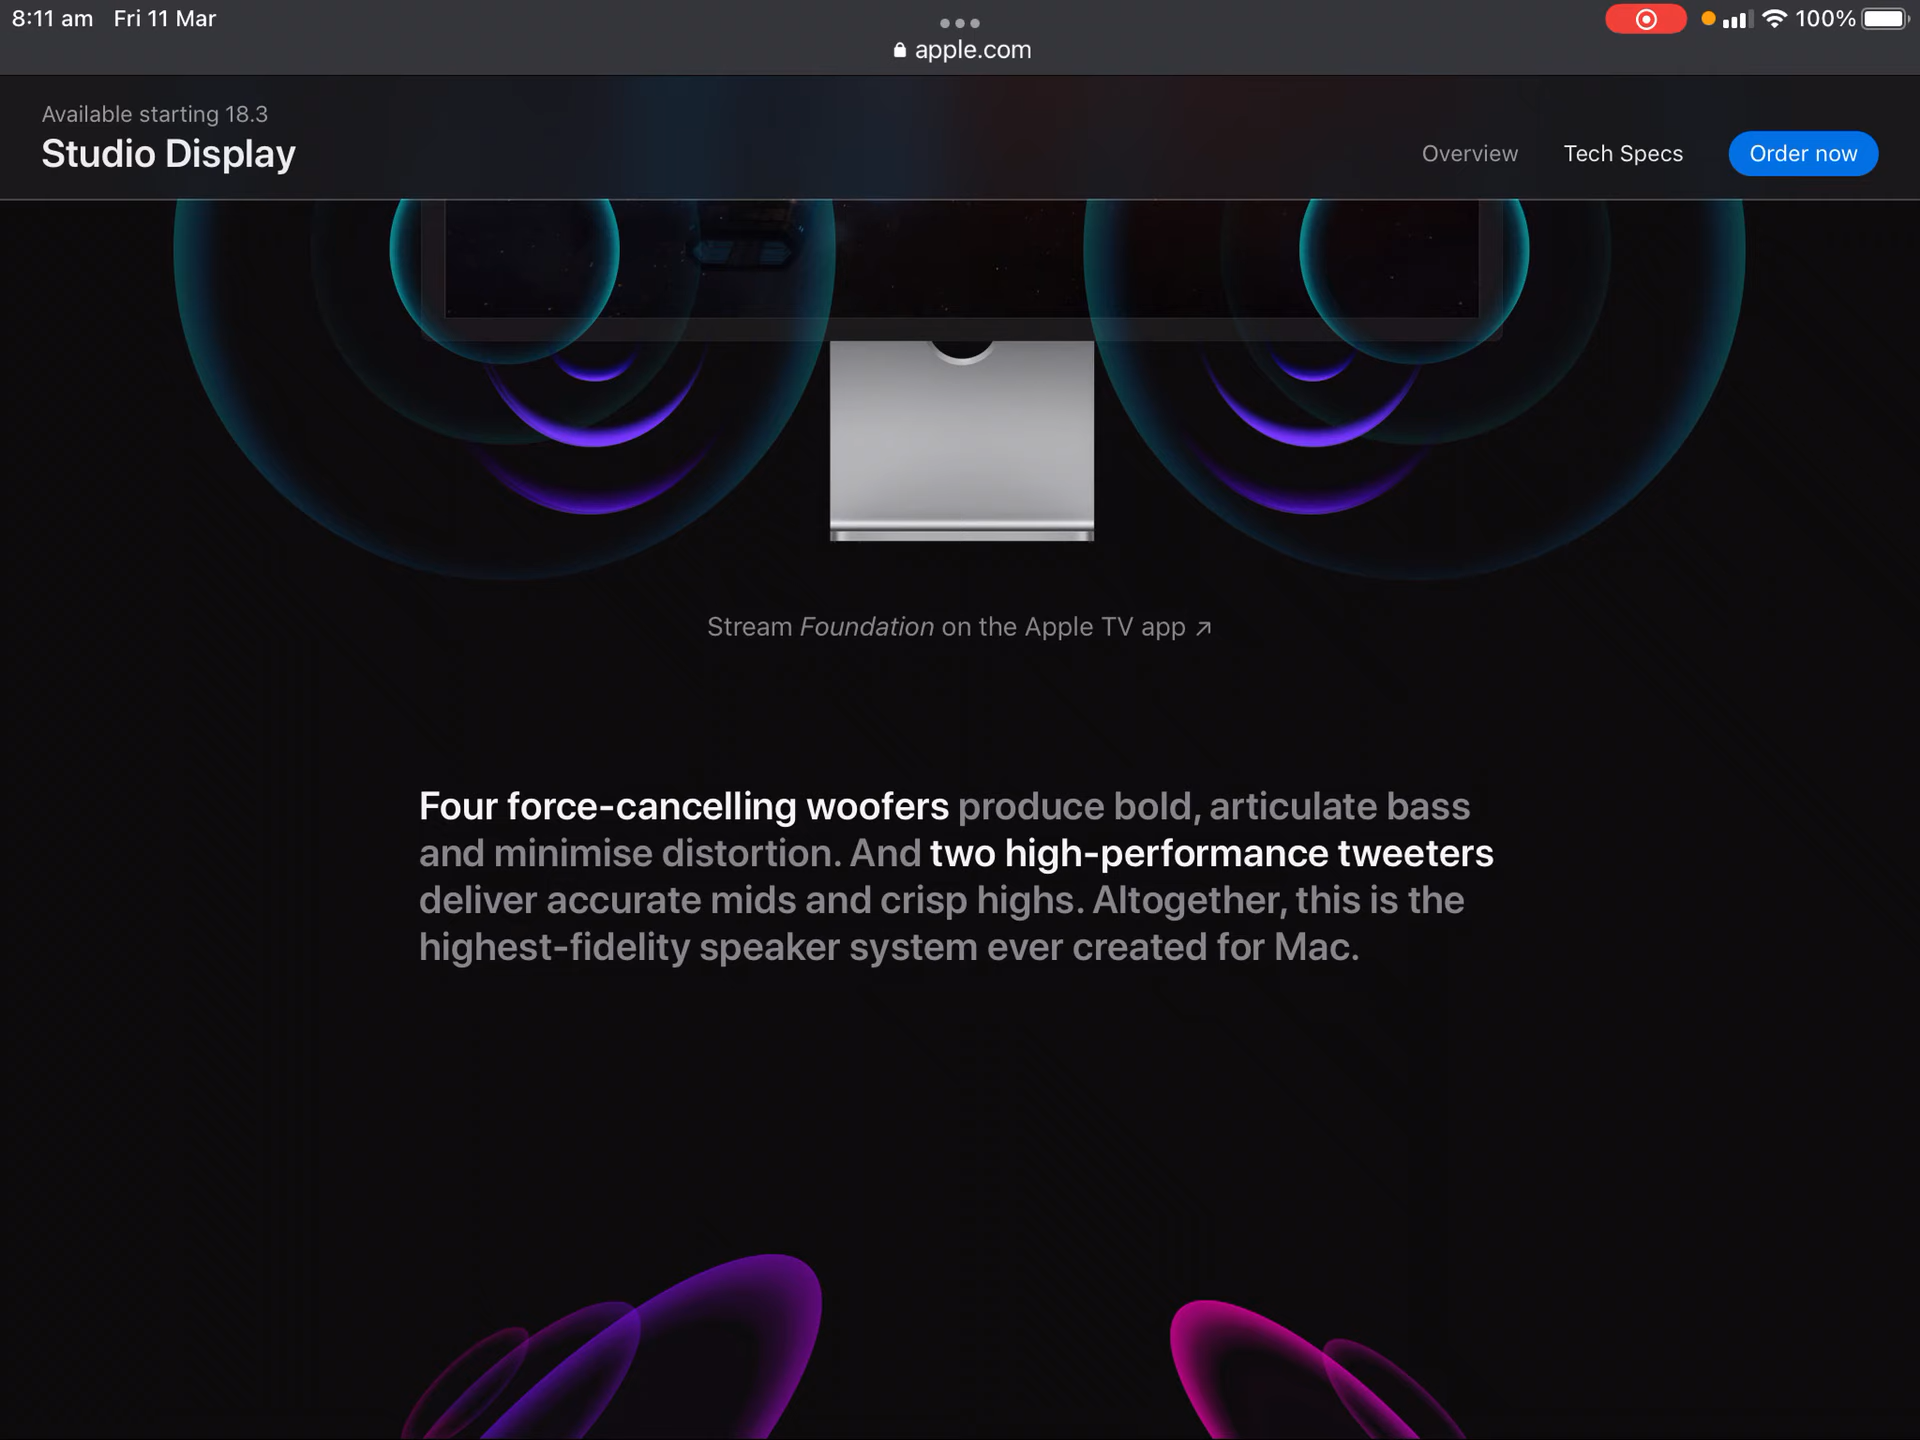 8:11 am Fri 11 Mar
100%
apple.com
Available starting 18.3
Studio Display
Overview Tech Specs Order now
Stream Foundation on the Apple TV app ↗
Four force-cancelling woofers produce bold, articulate bass
and minimise distortion. And two high-performance tweeters
deliver accurate mids and crisp highs. Altogether, this is the
highest-fidelity speaker system ever created for Mac.